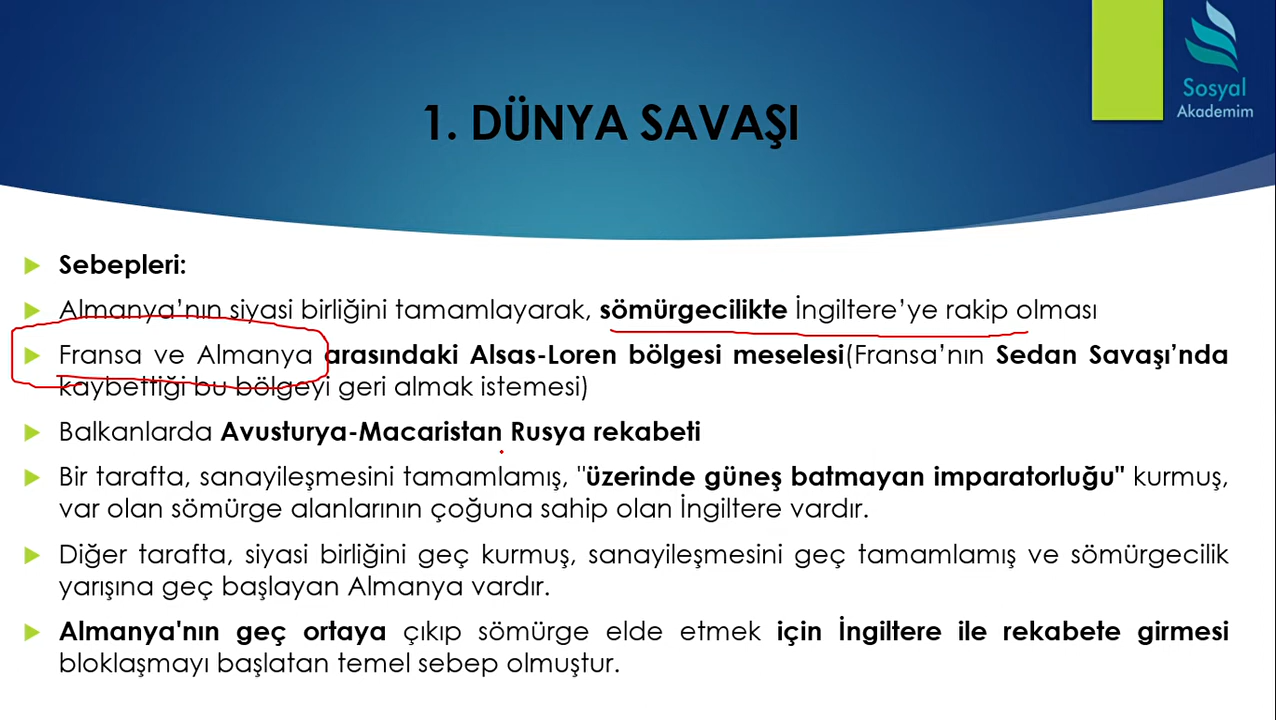 Sosyal
Akademim
1. DÜNYA SAVAŞI
Sebepleri:
Almanya’nın siyasi birliğini tamamlayarak, sömürgecilikte İngiltere’ye rakip olması
Fransa ve Almanya arasındaki Alsas-Loren bölgesi meselesi(Fransa’nın Sedan Savaşı’nda
kaybettiği bu bölgeyi geri almak istemesi)
Balkanlarda Avusturya-Macaristan Rusya rekabeti
Bir tarafta, sanayileşmesini tamamlamış, "üzerinde güneş batmayan imparatorluğu" kurmuş,
var olan sömürge alanlarının çoğuna sahip olan İngiltere vardır.
Diğer tarafta, siyasi birliğini geç kurmuş, sanayileşmesini geç tamamlamış ve sömürgecilik
yarışına geç başlayan Almanya vardır.
Almanya'nın geç ortaya çıkıp sömürge elde etmek için İngiltere ile rekabete girmesi
bloklaşmayı başlatan temel sebep olmuştur.